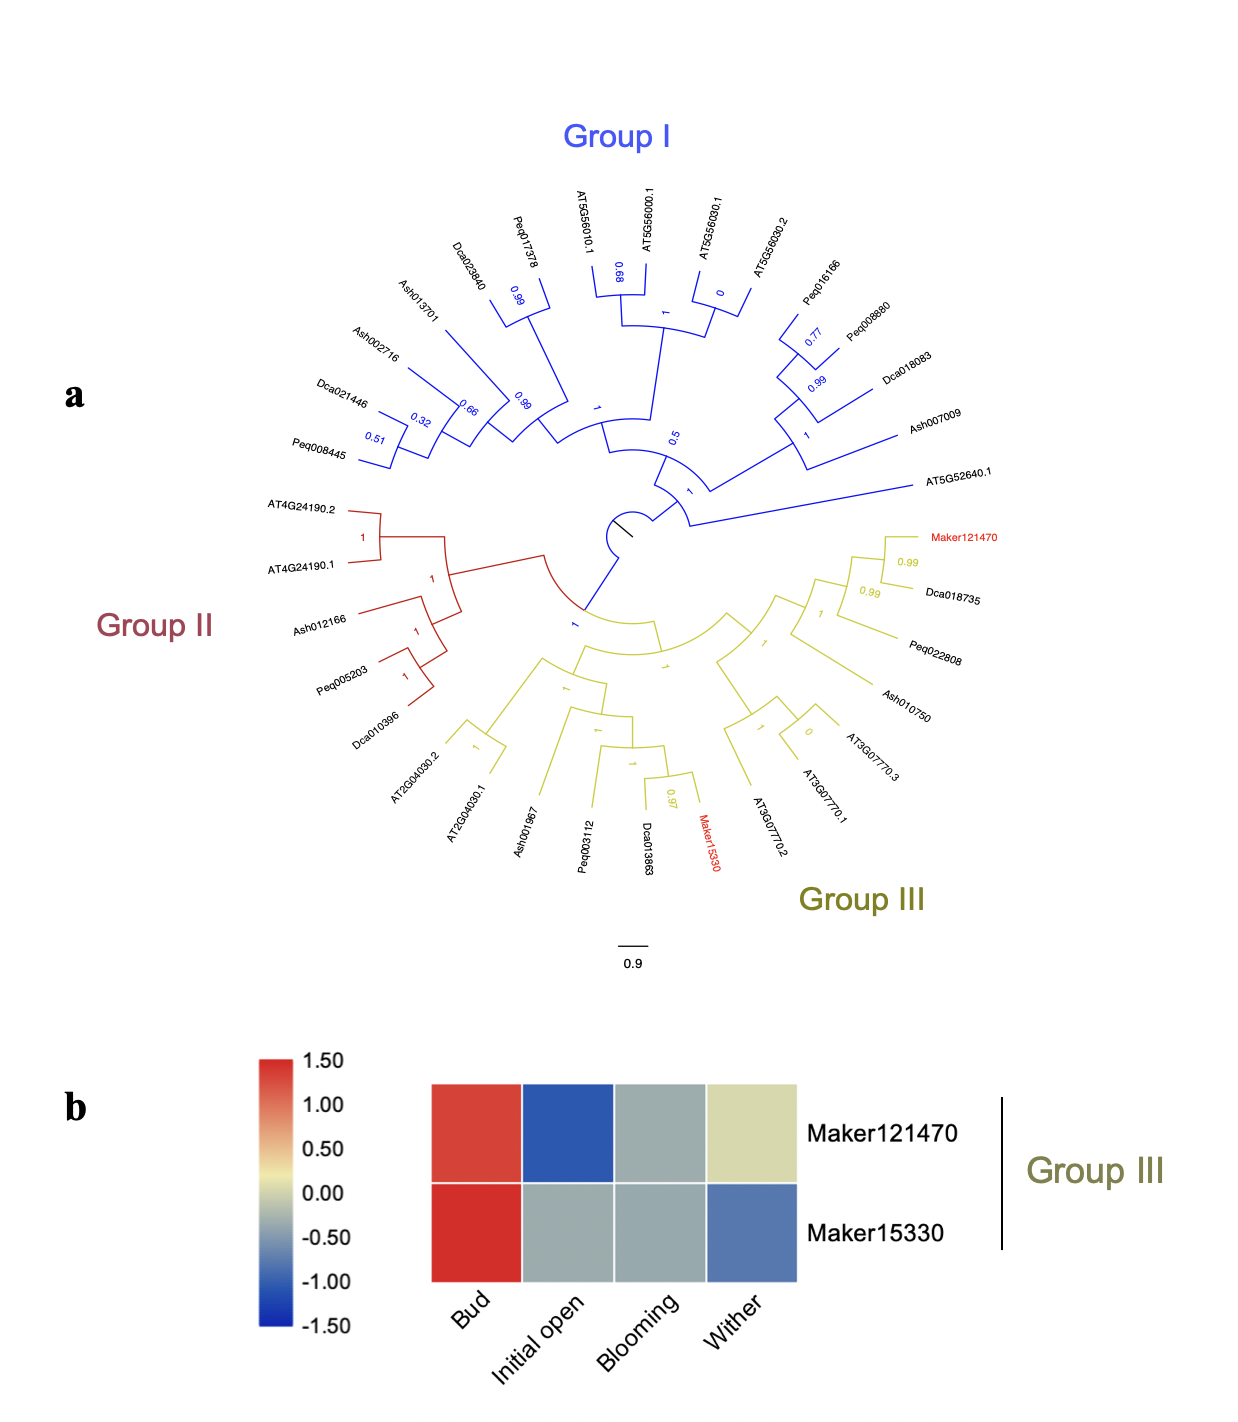 Group I
a
AT5G56010.1
AT5G56000.1
AT5G56030.1
AT5G56030.2
Peq016166
Peq008880
Dca018083
Ash007009
AT5G52640.1
Maker121470
Dca018735
Peq022808
Ash010750
AT3G07770.3
AT3G07770.1
AT3G07770.2
Maker15330
Dca013863
Peq003112
Ash001967
AT2G04030.1
AT2G04030.2
Dca010396
Peq005203
Ash012166
AT4G24190.1
AT4G24190.2
Peq008445
Dca021446
Ash002716
Ash013701
Dca023840
Peq017378
0.68
0
1
0.77
0.99
1
0.5
1
1
0.99
0.99
0.66
0.32
0.51
1
1
1
1
1
0.99
0.99
1
1
1
0
1
1
1
1
1
0.97
Group II
Group III
0.9
b
1.50
1.00
0.50
0.00
-0.50
-1.00
-1.50
Maker121470
Maker15330
Group III
Bud
Initial open
Blooming
Wither